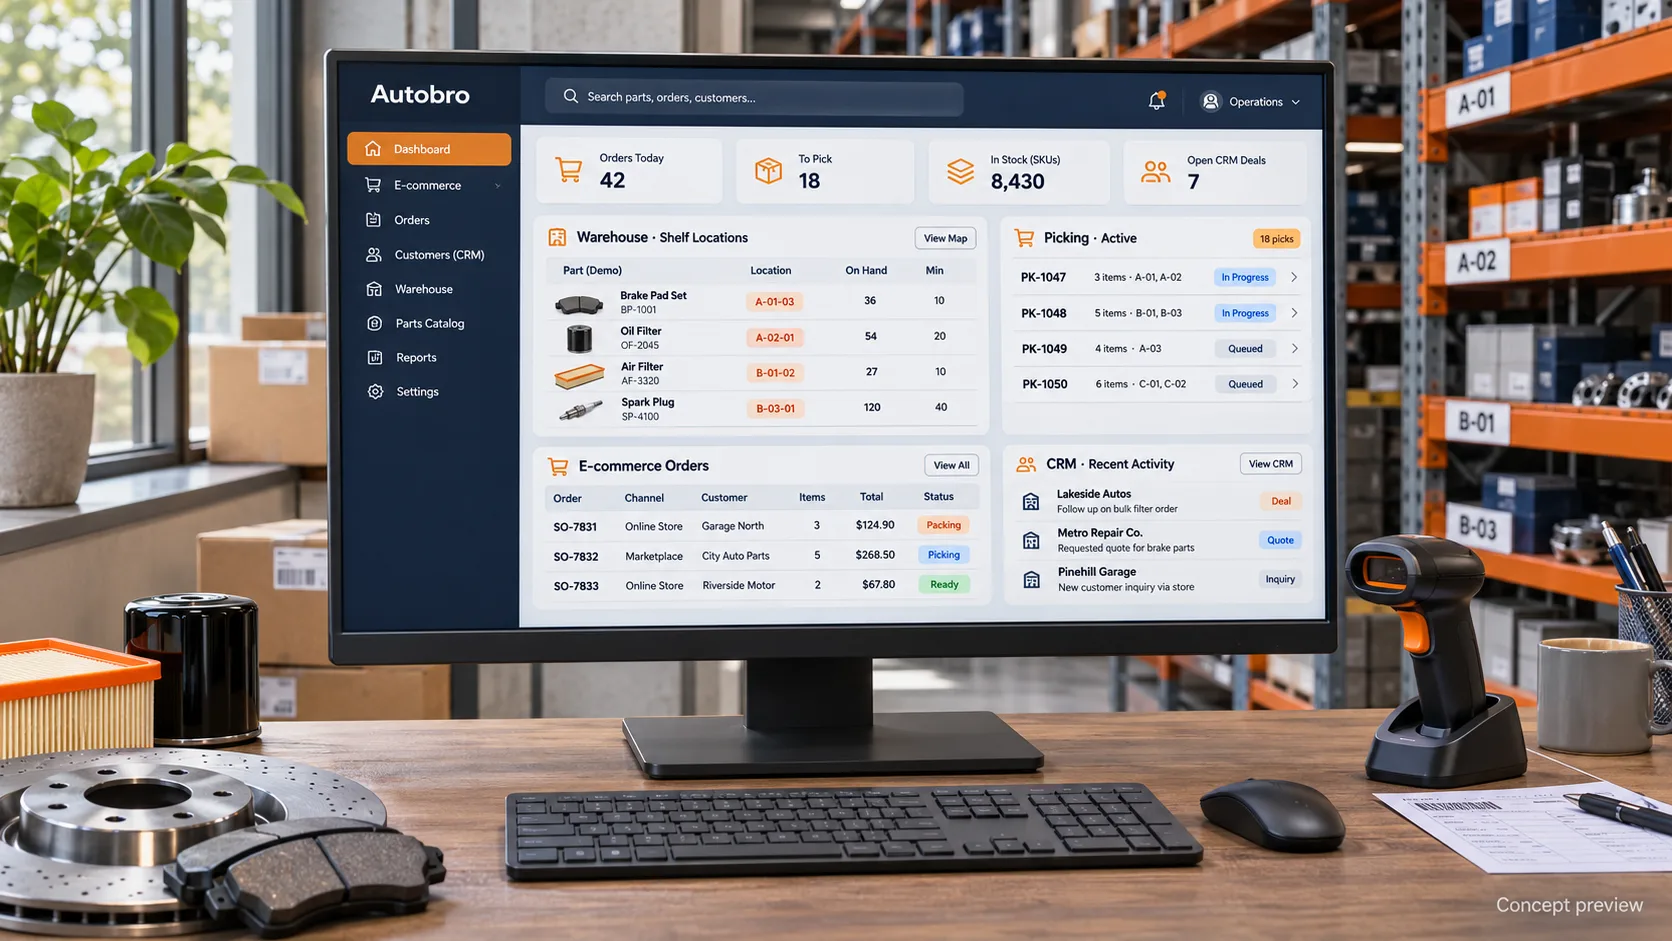 Autobro
Search parts, orders, customers...
Operations
Dashboard
E-commerce
Orders
Customers (CRM)
Warehouse
Parts Catalog
Reports
Settings
Orders Today
42
To Pick
18
In Stock (SKUs)
8,430
Open CRM Deals
7
Warehouse · Shelf Locations
View Map
Part (Demo) Location On Hand Min
Brake Pad Set
BP-1001
A-01-03 36 10
Oil Filter
OF-2045
A-02-01 54 20
Air Filter
AF-3320
B-01-02 27 10
Spark Plug
SP-4100
B-03-01 120 40
Picking · Active
18 picks
PK-1047 3 items · A-01, A-02 In Progress
PK-1048 5 items · B-01, B-03 In Progress
PK-1049 4 items · A-03 Queued
PK-1050 6 items · C-01, C-02 Queued
E-commerce Orders
View All
Order Channel Customer Items Total Status
SO-7831 Online Store Garage North 3 $124.90 Packing
SO-7832 Marketplace City Auto Parts 5 $268.50 Picking
SO-7833 Online Store Riverside Motor 2 $67.80 Ready
CRM · Recent Activity
View CRM
Lakeside Autos
Follow up on bulk filter order
Deal
Metro Repair Co.
Requested quote for brake parts
Quote
Pinehill Garage
New customer inquiry via store
Inquiry
A-01
A-02
B-01
B-03
Concept preview